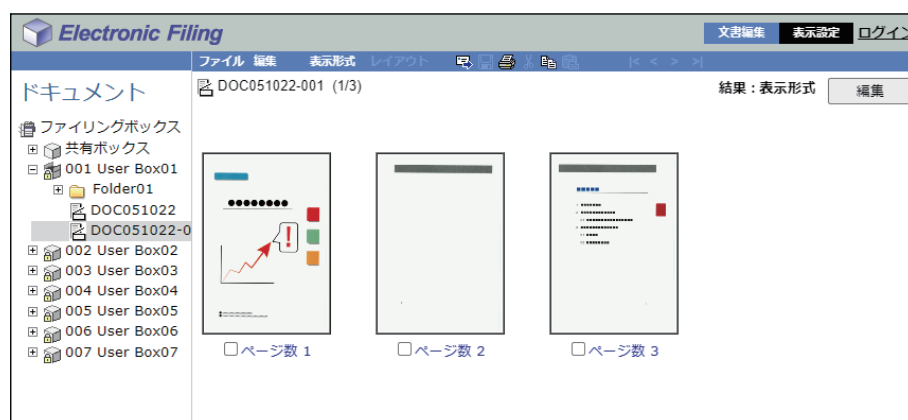 Electronic Filing
文書編集 表示設定 ログイン
ファイル 編集 表示形式 レイアウト |< < > >|
ドキュメント
DOC051022-001 (1/3)
結果：表示形式 編集
ファイリングボックス
共有ボックス
001 User Box01
Folder01
DOC051022
DOC051022-0
002 User Box02
003 User Box03
004 User Box04
005 User Box05
006 User Box06
007 User Box07
!
ページ数 1 ページ数 2 ページ数 3